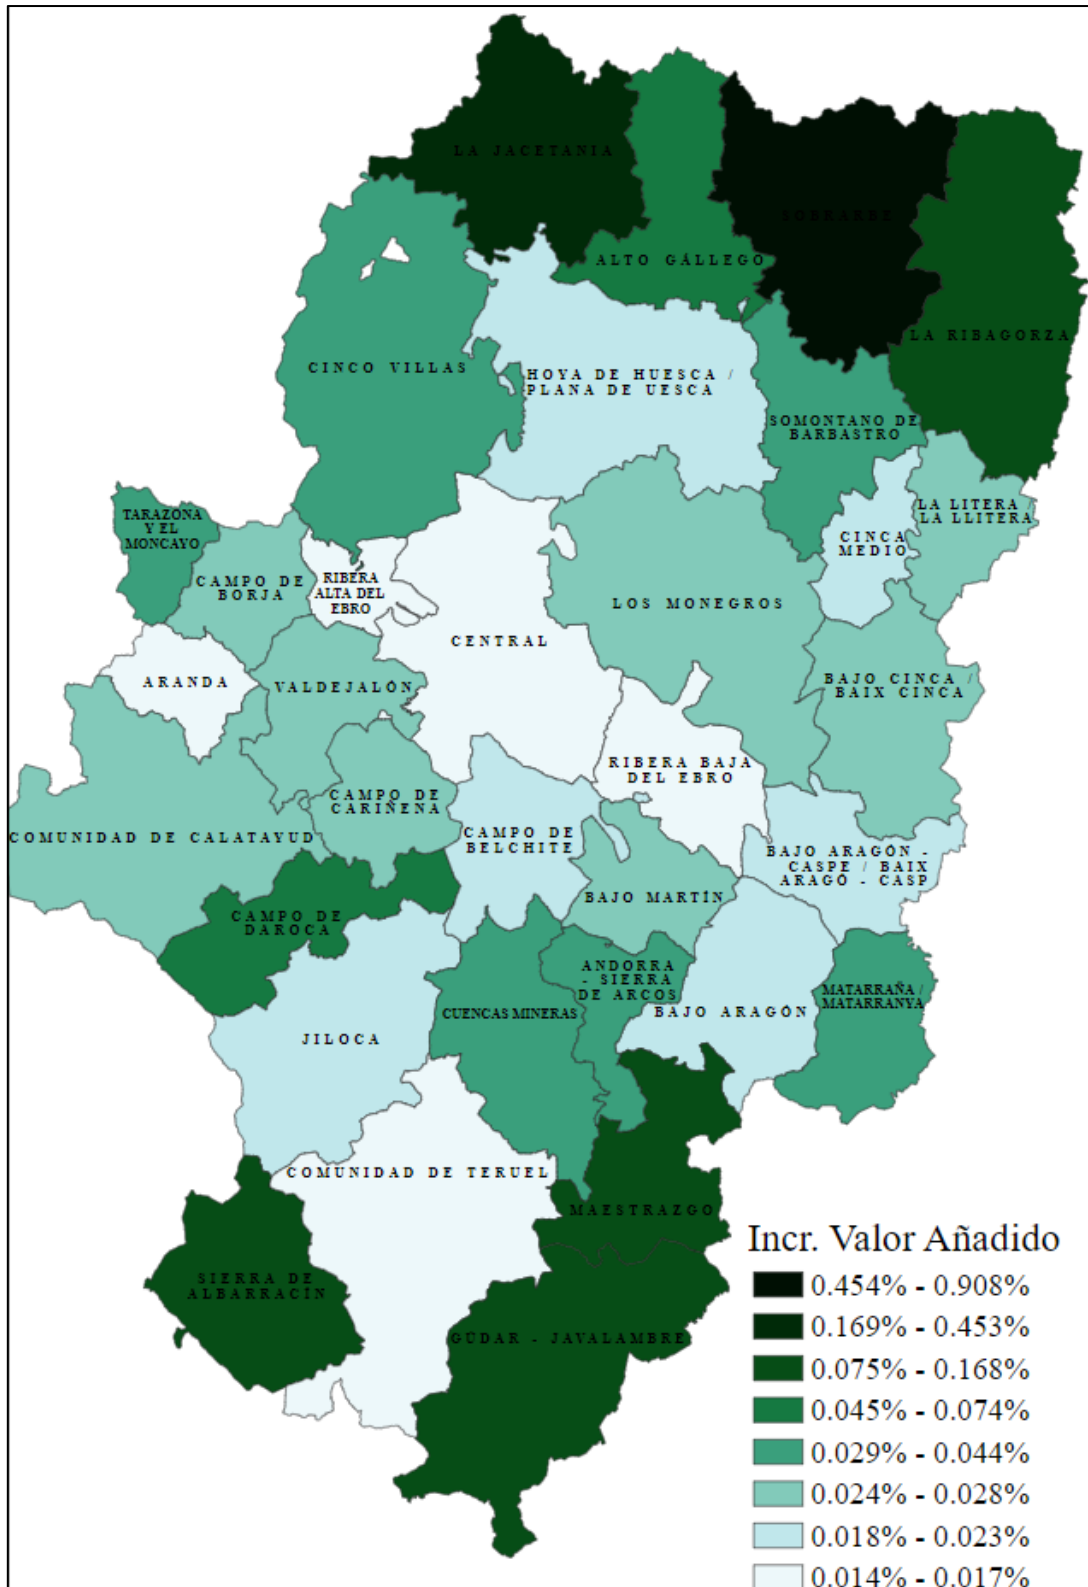 LA JACETANIA
SOBRARBE
ALTO GÁLLEGO
LA RIBAGORZA
CINCO VILLAS
HOYA DE HUESCA /
PLANA DE UESCA
SOMONTANO DE
BARBASTRO
LA LITERA /
LA LLITERA
TARAZONA
Y EL
MONCAYO
CINCA
MEDIO
CAMPO DE
BORJA
RIBERA
ALTA DEL
EBRO
LOS MONEGROS
CENTRAL
ARANDA
VALDEJALÓN
BAJO CINCA /
BAIX CINCA
RIBERA BAJA
DEL EBRO
CAMPO DE
CARIÑENA
COMUNIDAD DE CALATAYUD
CAMPO DE
BELCHITE
BAJO ARAGÓN -
CASPE / BAIX
ARAGÓ - CASP
BAJO MARTÍN
CAMPO DE
DAROCA
ANDORRA
- SIERRA
DE ARCOS
MATARRAÑA /
MATARRANYA
CUENCAS MINERAS
BAJO ARAGÓN
JILOCA
COMUNIDAD DE TERUEL
MAESTRAZGO
SIERRA DE
ALBARRACÍN
GÚDAR - JAVALAMBRE
Incr. Valor Añadido
0.454% - 0.908%
0.169% - 0.453%
0.075% - 0.168%
0.045% - 0.074%
0.029% - 0.044%
0.024% - 0.028%
0.018% - 0.023%
0.014% - 0.017%